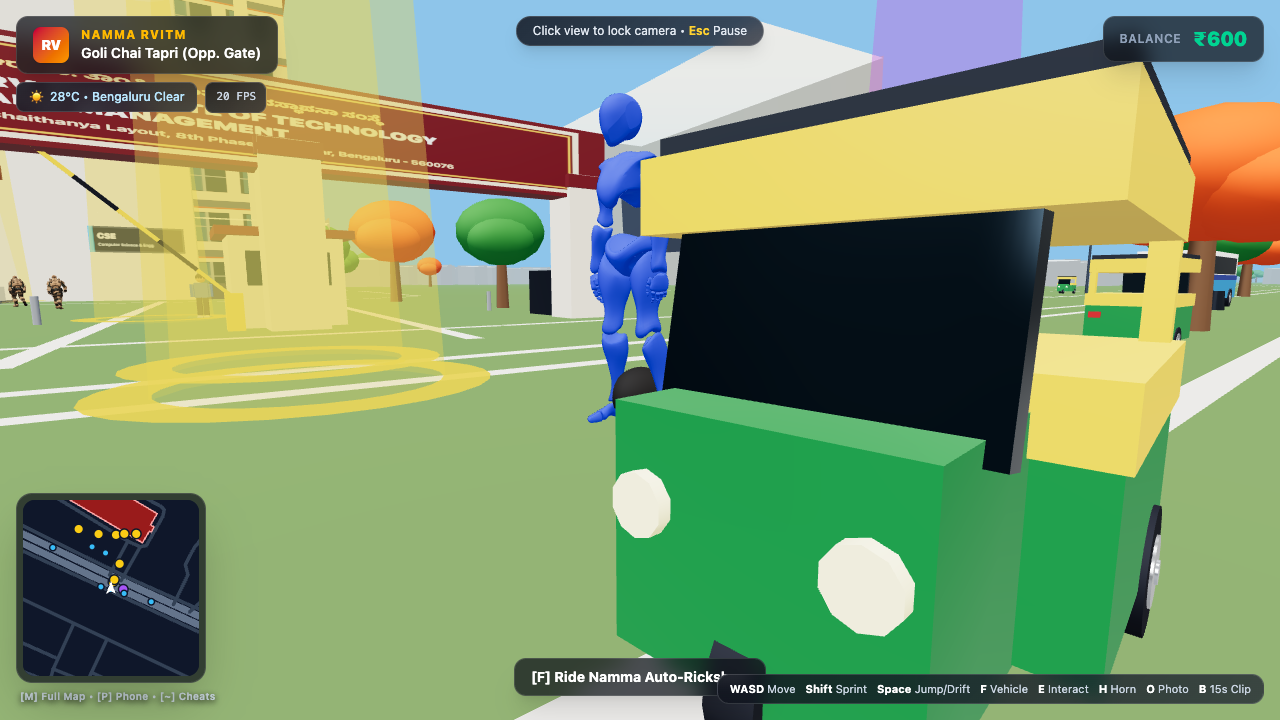 RV
NAMMA RVITM
Goli Chai Tapri (Opp. Gate)
28°C • Bengaluru Clear
20 FPS
Click view to lock camera • Esc Pause
BALANCE ₹600
OF TECHNOLOGY
MANAGEMENT
haithanya Layout, 8th Phase
r, Bengaluru - 560076
CSE
[F] Ride Namma Auto-Ricksh
WASD Move Shift Sprint Space Jump/Drift F Vehicle E Interact H Horn O Photo B 15s Clip
[M] Full Map • [P] Phone • [~] Cheats